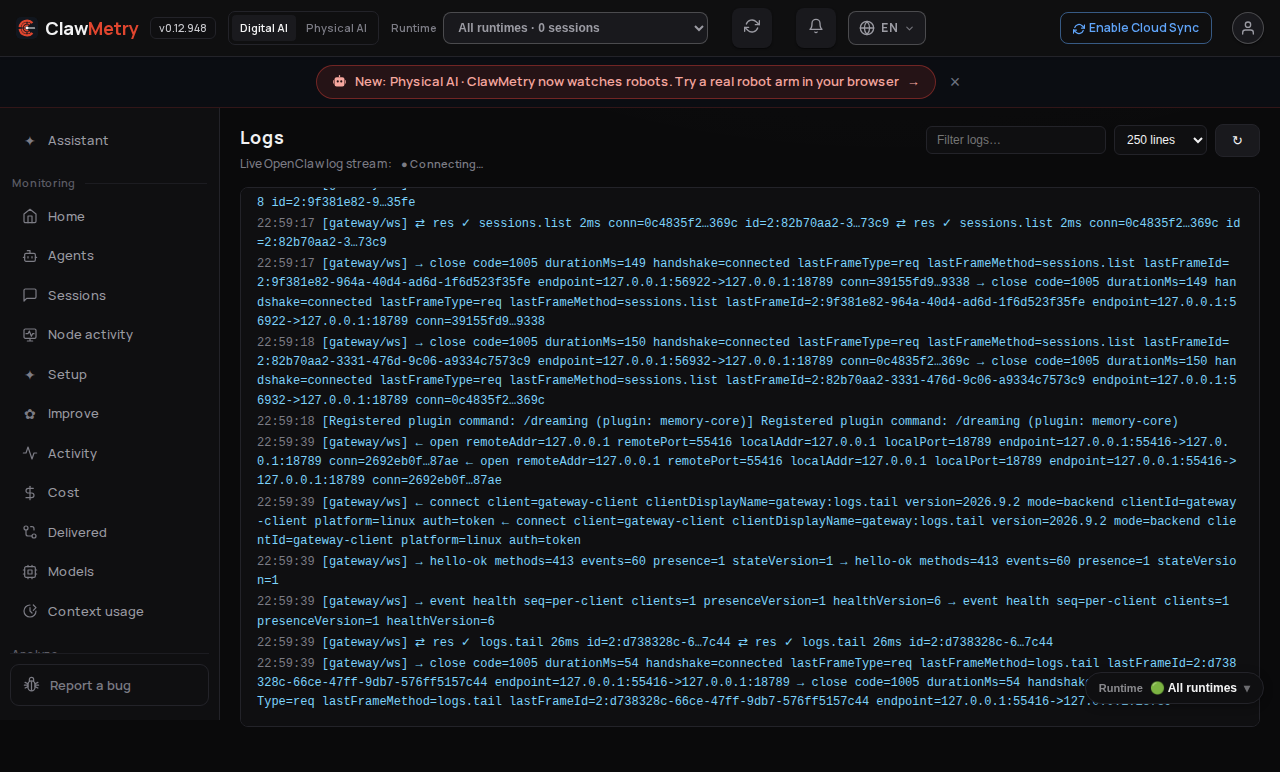 ClawMetry
v0.12.948
Digital AI
Physical AI
Runtime
All runtimes · 0 sessions
EN
Enable Cloud Sync
New: Physical AI · ClawMetry now watches robots. Try a real robot arm in your browser →
×
Assistant
Monitoring
Home
Agents
Sessions
Node activity
Setup
Improve
Activity
Cost
Delivered
Models
Context usage
Report a bug
Logs
Live OpenClaw log stream: ● Connecting…
Filter logs…
250 lines
↻
8 id=2:9f381e82-9…35fe
22:59:17 [gateway/ws] ⇄ res ✓ sessions.list 2ms conn=0c4835f2…369c id=2:82b70aa2-3…73c9 ⇄ res ✓ sessions.list 2ms conn=0c4835f2…369c id
=2:82b70aa2-3…73c9
22:59:17 [gateway/ws] → close code=1005 durationMs=149 handshake=connected lastFrameType=req lastFrameMethod=sessions.list lastFrameId=
2:9f381e82-964a-40d4-ad6d-1f6d523f35fe endpoint=127.0.0.1:56922->127.0.0.1:18789 conn=39155fd9…9338 → close code=1005 durationMs=149 han
dshake=connected lastFrameType=req lastFrameMethod=sessions.list lastFrameId=2:9f381e82-964a-40d4-ad6d-1f6d523f35fe endpoint=127.0.0.1:5
6922->127.0.0.1:18789 conn=39155fd9…9338
22:59:18 [gateway/ws] → close code=1005 durationMs=150 handshake=connected lastFrameType=req lastFrameMethod=sessions.list lastFrameId=
2:82b70aa2-3331-476d-9c06-a9334c7573c9 endpoint=127.0.0.1:56932->127.0.0.1:18789 conn=0c4835f2…369c → close code=1005 durationMs=150 han
dshake=connected lastFrameType=req lastFrameMethod=sessions.list lastFrameId=2:82b70aa2-3331-476d-9c06-a9334c7573c9 endpoint=127.0.0.1:5
6932->127.0.0.1:18789 conn=0c4835f2…369c
22:59:18 [Registered plugin command: /dreaming (plugin: memory-core)] Registered plugin command: /dreaming (plugin: memory-core)
22:59:39 [gateway/ws] ← open remoteAddr=127.0.0.1 remotePort=55416 localAddr=127.0.0.1 localPort=18789 endpoint=127.0.0.1:55416->127.0.
0.1:18789 conn=2692eb0f…87ae ← open remoteAddr=127.0.0.1 remotePort=55416 localAddr=127.0.0.1 localPort=18789 endpoint=127.0.0.1:55416->
127.0.0.1:18789 conn=2692eb0f…87ae
22:59:39 [gateway/ws] ← connect client=gateway-client clientDisplayName=gateway:logs.tail version=2026.9.2 mode=backend clientId=gateway
-client platform=linux auth=token ← connect client=gateway-client clientDisplayName=gateway:logs.tail version=2026.9.2 mode=backend clie
ntId=gateway-client platform=linux auth=token
22:59:39 [gateway/ws] → hello-ok methods=413 events=60 presence=1 stateVersion=1 → hello-ok methods=413 events=60 presence=1 stateVersio
n=1
22:59:39 [gateway/ws] → event health seq=per-client clients=1 presenceVersion=1 healthVersion=6 → event health seq=per-client clients=1
presenceVersion=1 healthVersion=6
22:59:39 [gateway/ws] ⇄ res ✓ logs.tail 26ms id=2:d738328c-6…7c44 ⇄ res ✓ logs.tail 26ms id=2:d738328c-6…7c44
22:59:39 [gateway/ws] → close code=1005 durationMs=54 handshake=connected lastFrameType=req lastFrameMethod=logs.tail lastFrameId=2:d738
328c-66ce-47ff-9db7-576ff5157c44 endpoint=127.0.0.1:55416->127.0.0.1:18789 → close code=1005 durationMs=54 handshak
Type=req lastFrameMethod=logs.tail lastFrameId=2:d738328c-66ce-47ff-9db7-576ff5157c44 endpoint=127.0.0.1:55416->127.
Runtime All runtimes ▾